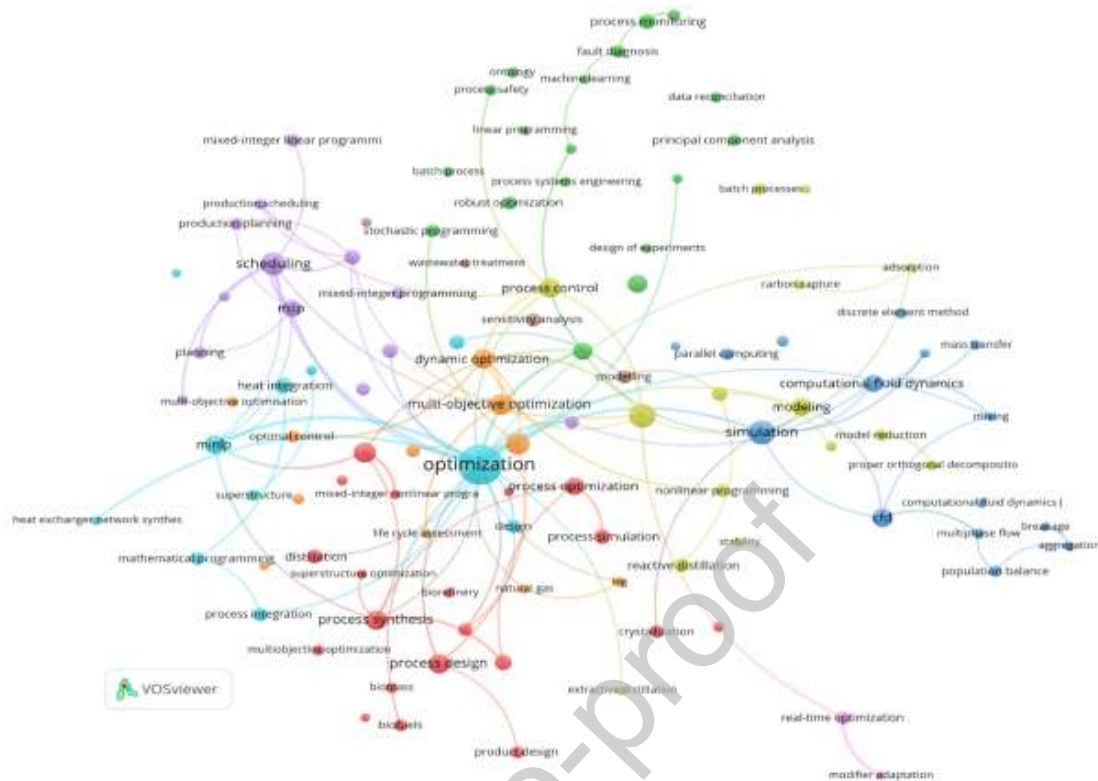 process monitoring
fault diagnosis
ontology
machine learning
process safety
data reconciliation
linear programming
mixed-integer linear programmi
principal component analysis
batch process
process systems engineering
batch processes
production scheduling
robust optimization
production planning
stochastic programming
design of experiments
scheduling
wastewater treatment
adsorption
carbon capture
process control
mixed-integer programming
milp
discrete element method
sensitivity analysis
planning
dynamic optimization
parallel computing
mass transfer
modelling
heat integration
computational fluid dynamics
multi-objective optimisation
multi-objective optimization
modeling
mixing
optimal control
minlp
simulation
model reduction
optimization
proper orthogonal decompositio
process optimization
superstructure
mixed-integer nonlinear progra
nonlinear programming
computational fluid dynamics (
heat exchanger network synthes
cfd
life cycle assessment
design
process simulation
multiphase flow
breakage
stability
aggregation
mathematical programming
distillation
reactive distillation
population balance
superstructure optimization
biorefinery
natural gas
lng
process integration
process synthesis
crystallization
multiobjective optimization
process design
VOSviewer
biomass
extractive distillation
biofuels
real-time optimization
product design
modifier adaptation
e-proof